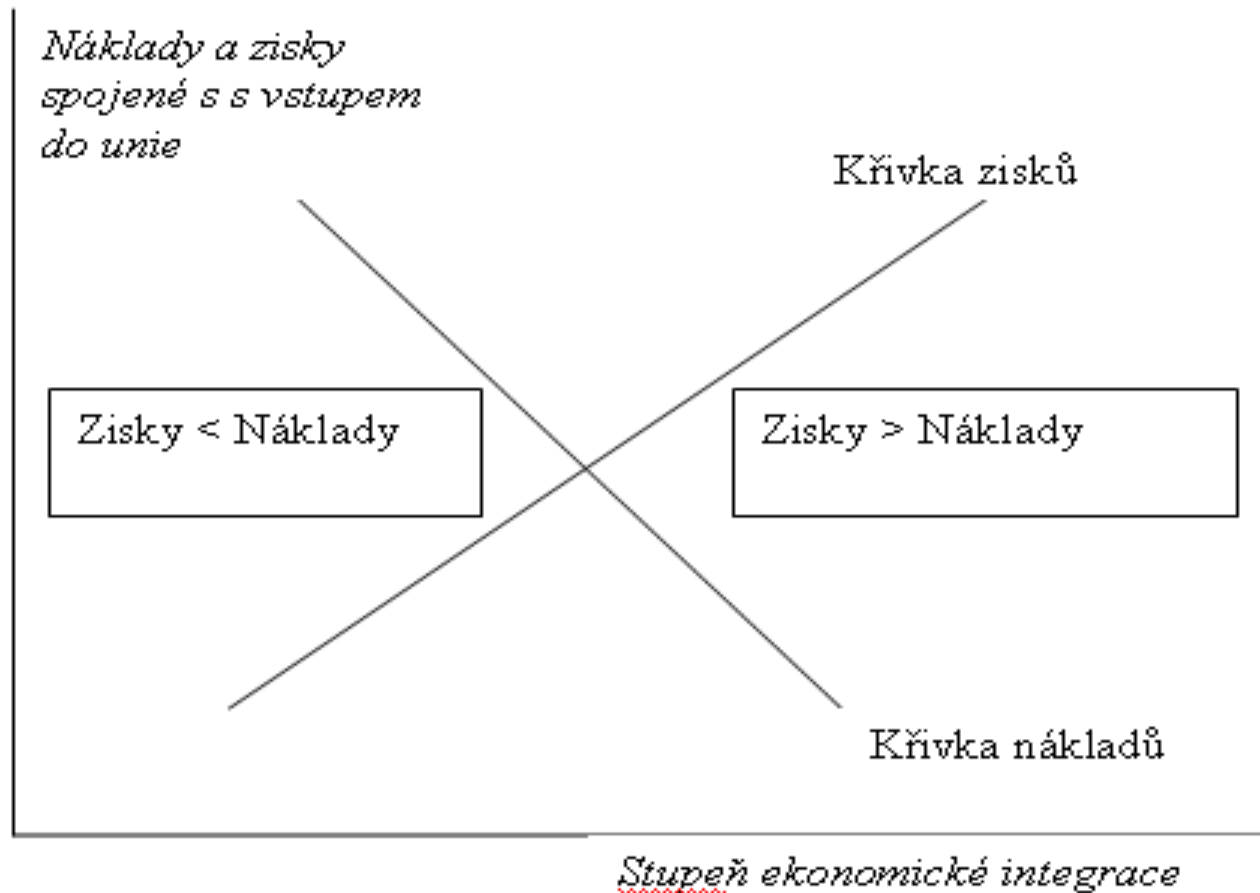 Náklady a zisky
spojené s s vstupem
do unie
Křivka zisků
Zisky < Náklady
Zisky > Náklady
Křivka nákladů
Stupeň ekonomické integrace